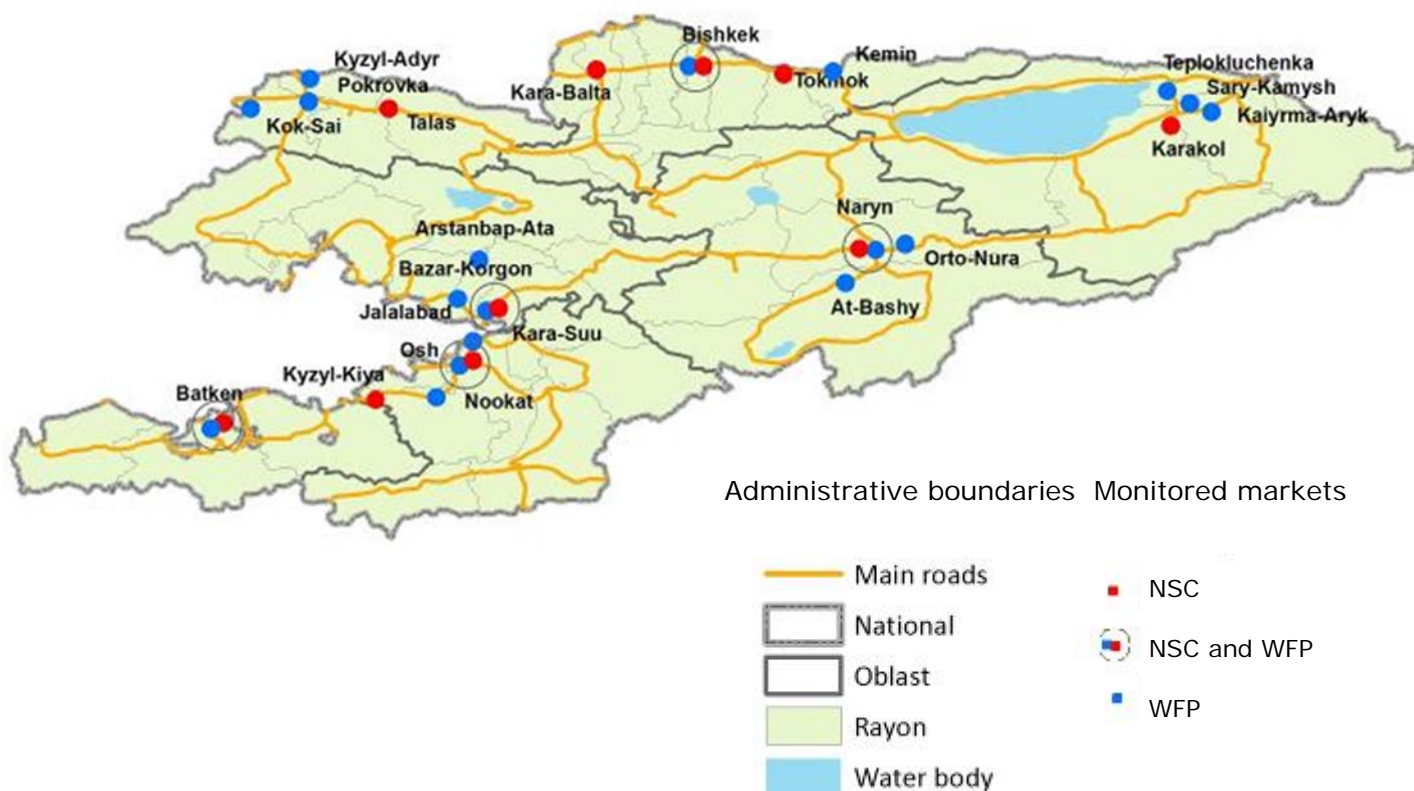 Bishkek
Kemin
Kyzyl-Adyr
Teplokluchenka
Pokrovka
Tokmok
Sary-Kamysh
Kara-Balta
Kaiyrma-Aryk
Kok-Sai
Talas
Karakol
Naryn
Arstanbap-Ata
Orto-Nura
Bazar-Korgon
At-Bashy
Jalalabad
Kara-Suu
Osh
Kyzyl-Kiya
Batken
Nookat
Administrative boundaries Monitored markets
Main roads
NSC
National
NSC and WFP
Oblast
WFP
Rayon
Water body